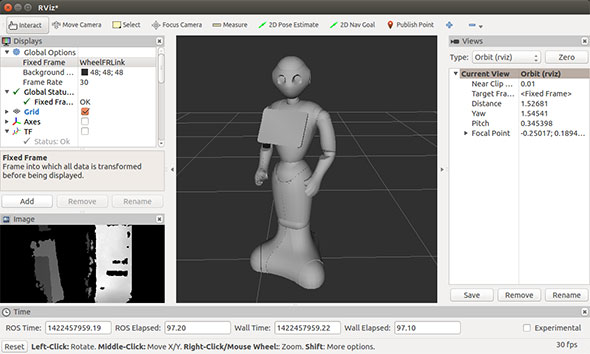 RViz*
Interact Move Camera Select Focus Camera Measure 2D Pose Estimate 2D Nav Goal Publish Point
Displays
Global Options
Fixed Frame WheelFRLink
Background ... 48; 48; 48
Frame Rate 30
Global Statu...
Fixed Fra... OK
Grid
Axes
TF
Status: Ok
Fixed Frame
Frame into which all data is transformed
before being displayed.
Add Remove Rename
Image
Views
Type: Orbit (rviz) Zero
Current View Orbit (rviz)
Near Clip ... 0.01
Target Fra... <Fixed Frame>
Distance 1.52681
Yaw 1.54541
Pitch 0.345398
Focal Point -0.25017; 0.1894...
Save Remove Rename
Time
ROS Time: 1422457959.19 ROS Elapsed: 97.20 Wall Time: 1422457959.22 Wall Elapsed: 97.10 Experimental
Reset Left-Click: Rotate. Middle-Click: Move X/Y. Right-Click/Mouse Wheel:: Zoom. Shift: More options. 30 fps